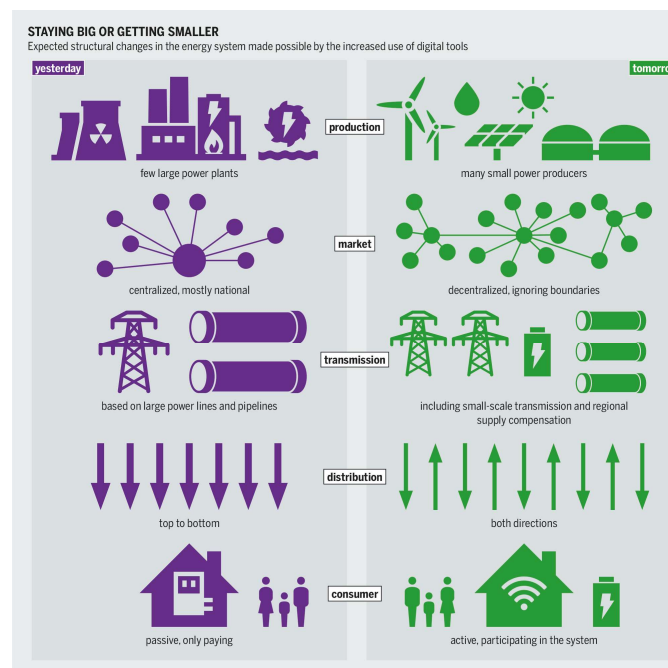 STAYING BIG OR GETTING SMALLER
Expected structural changes in the energy system made possible by the increased use of digital tools
yesterday
tomorro
production
few large power plants
many small power producers
market
centralized, mostly national
decentralized, ignoring boundaries
transmission
based on large power lines and pipelines
including small-scale transmission and regional
supply compensation
distribution
top to bottom
both directions
consumer
passive, only paying
active, participating in the system